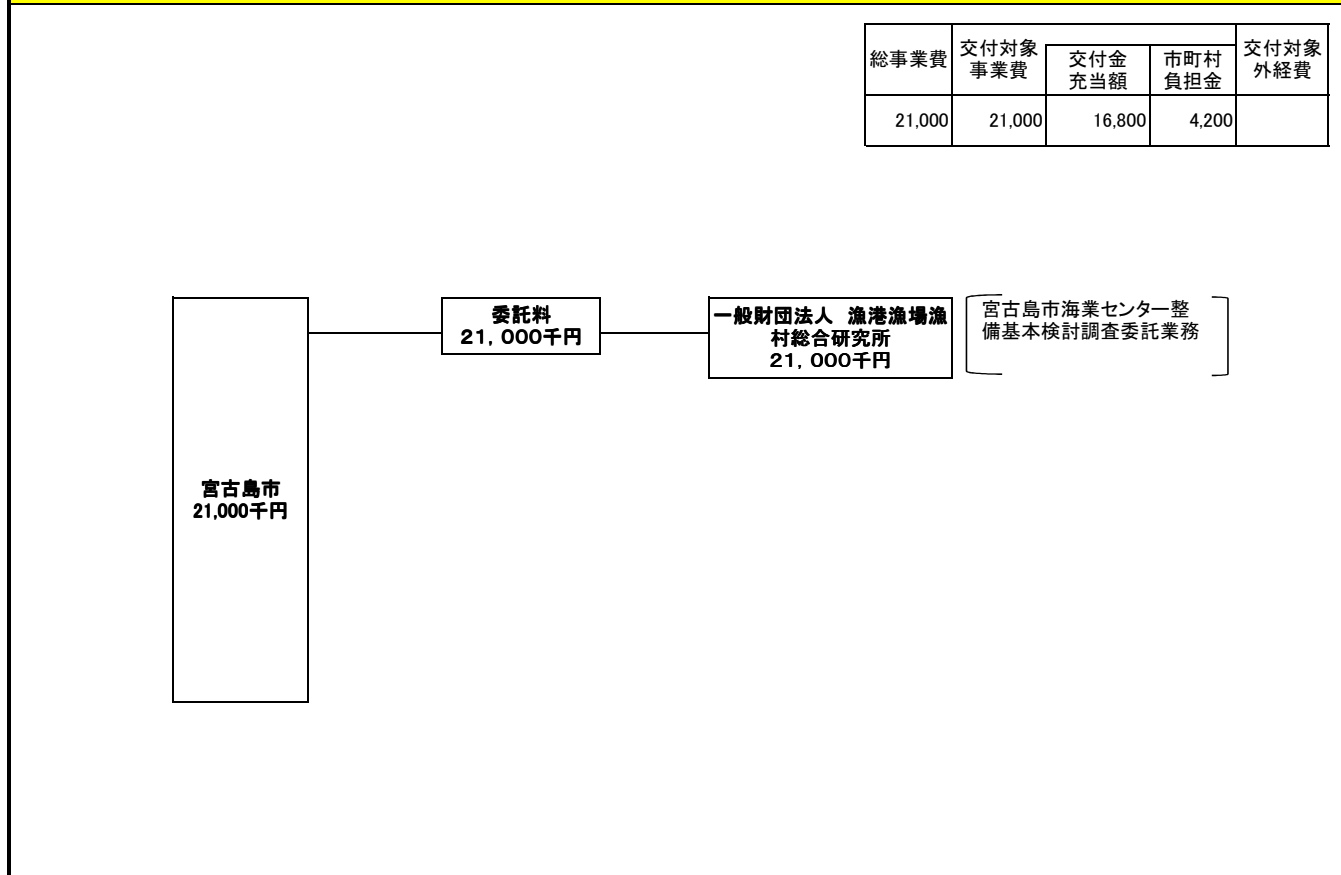 総事業費
交付対象
事業費
交付金
充当額
市町村
負担金
交付対象
外経費
21,000
21,000
16,800
4,200
宮古島市
21,000千円
委託料
21，000千円
一般財団法人　漁港漁場漁
村総合研究所
21，000千円
宮古島市海業センター整
備基本検討調査委託業務